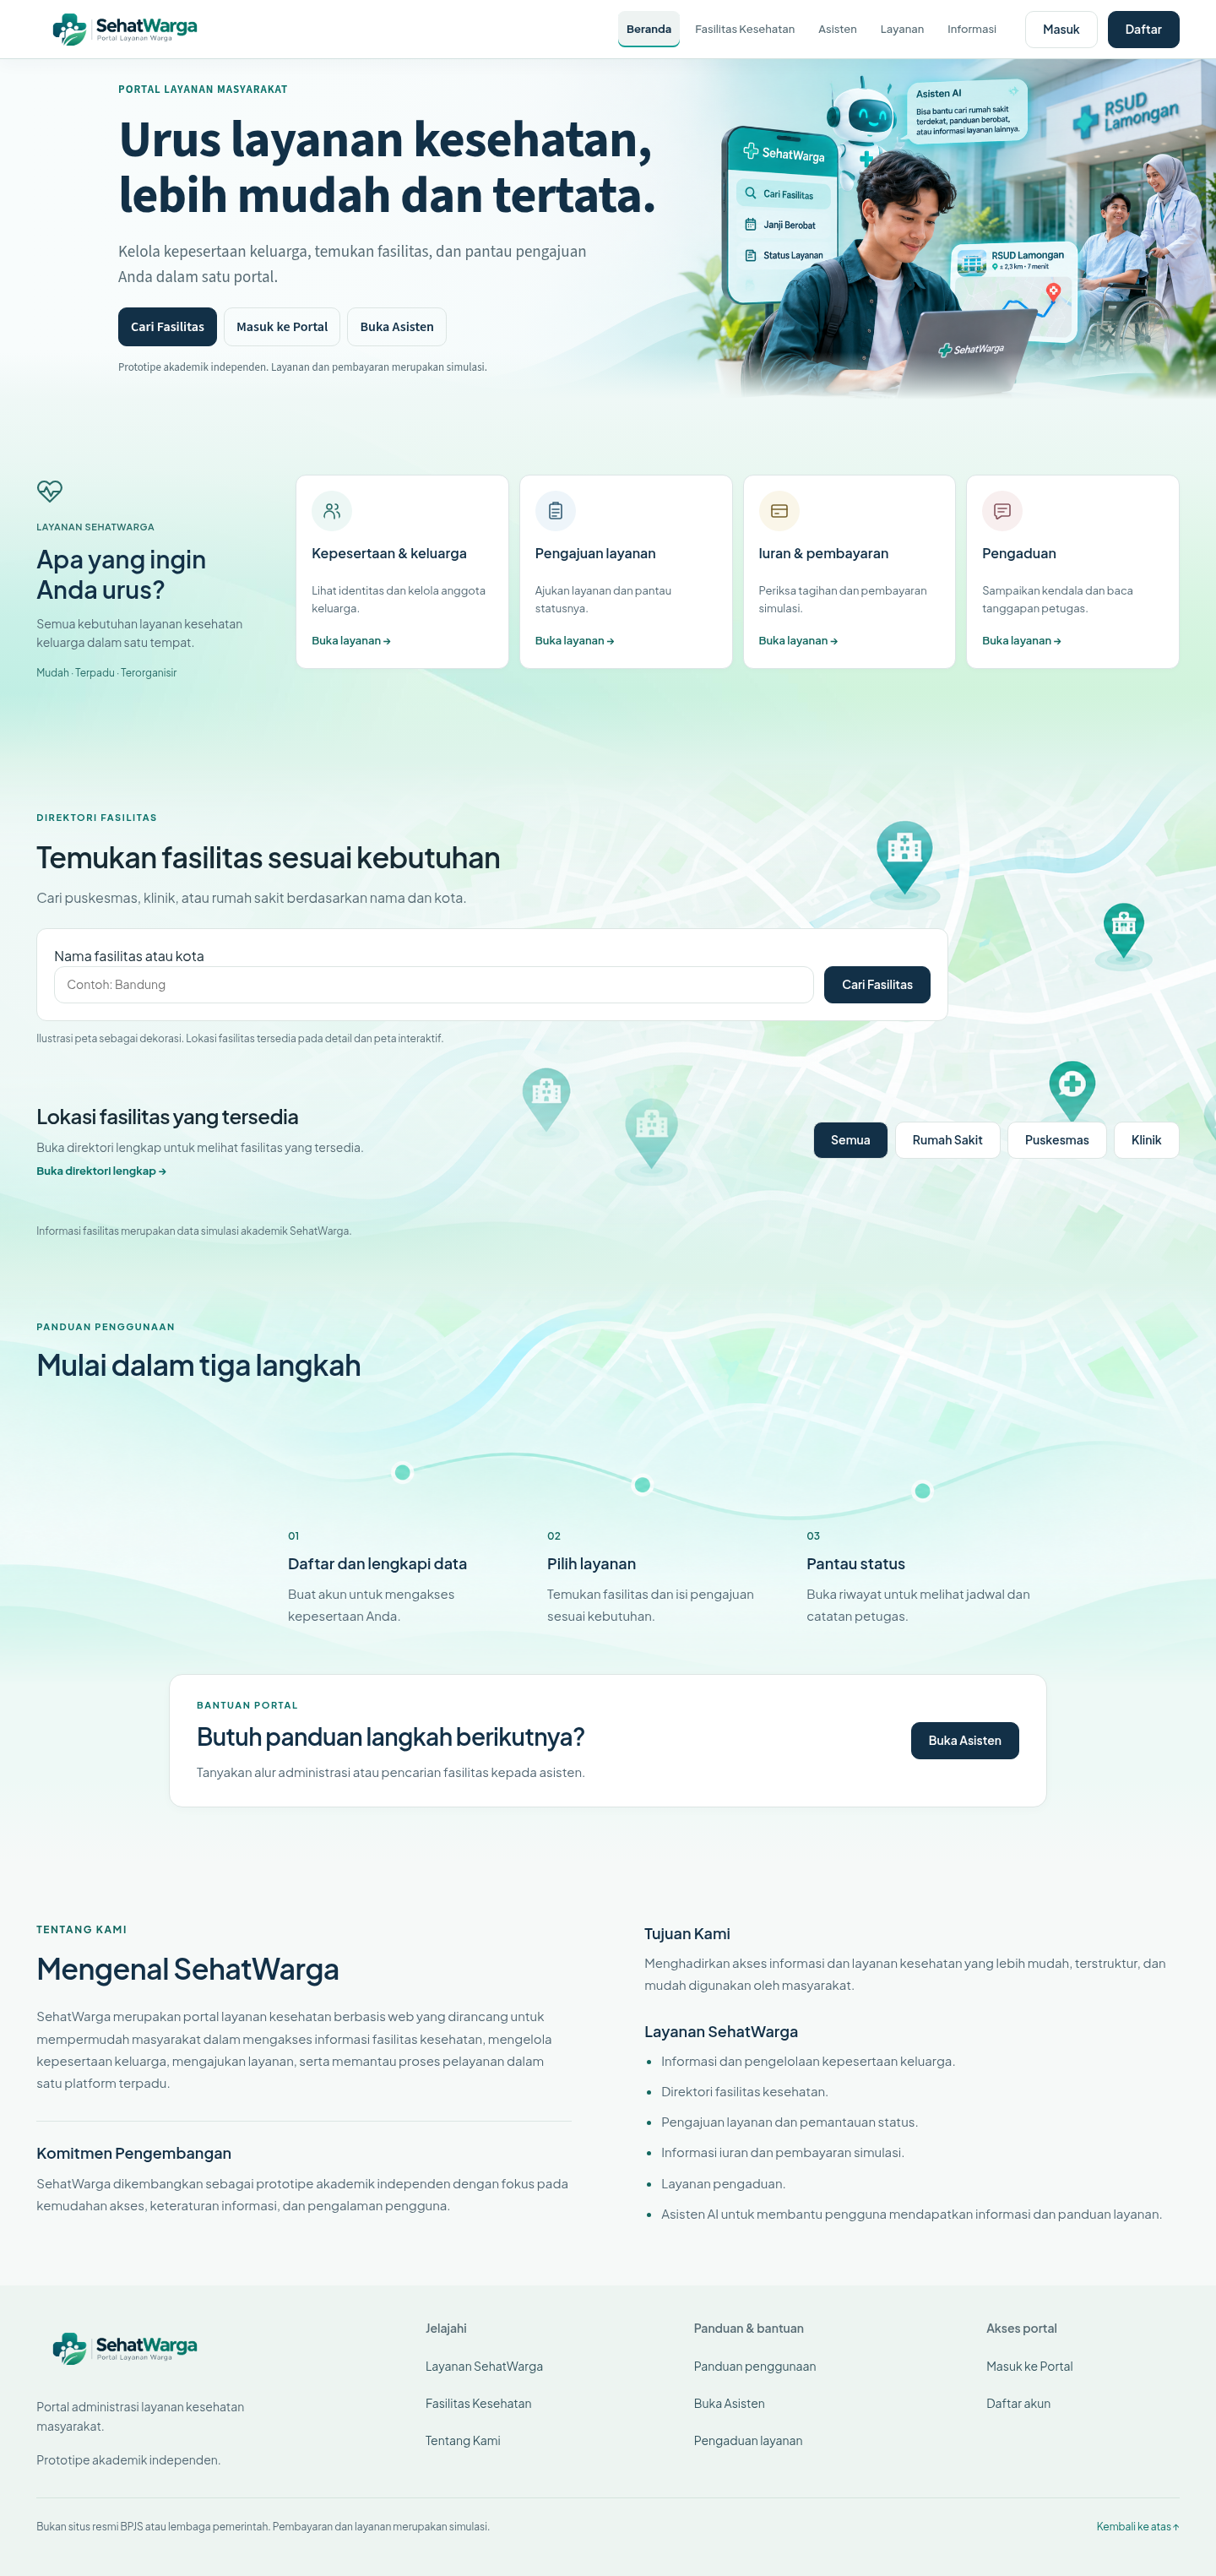 SehatWarga
Portal Layanan Warga
Beranda
Fasilitas Kesehatan
Asisten
Layanan
Informasi
Masuk
Daftar
PORTAL LAYANAN MASYARAKAT
Urus layanan kesehatan,
lebih mudah dan tertata.
Kelola kepesertaan keluarga, temukan fasilitas, dan pantau pengajuan
Anda dalam satu portal.
Cari Fasilitas
Masuk ke Portal
Buka Asisten
Prototipe akademik independen. Layanan dan pembayaran merupakan simulasi.
SehatWarga
Cari Fasilitas
Janji Berobat
Status Layanan
Asisten AI
Bisa bantu cari rumah sakit
terdekat, panduan berobat,
atau informasi layanan lainnya.
RSUD
Lamongan
RSUD Lamongan
± 2,3 km • 7 menit
SehatWarga
LAYANAN SEHATWARGA
Apa yang ingin
Anda urus?
Semua kebutuhan layanan kesehatan
keluarga dalam satu tempat.
Mudah · Terpadu · Terorganisir
Kepesertaan & keluarga
Lihat identitas dan kelola anggota
keluarga.
Buka layanan →
Pengajuan layanan
Ajukan layanan dan pantau
statusnya.
Buka layanan →
Iuran & pembayaran
Periksa tagihan dan pembayaran
simulasi.
Buka layanan →
Pengaduan
Sampaikan kendala dan baca
tanggapan petugas.
Buka layanan →
DIREKTORI FASILITAS
Temukan fasilitas sesuai kebutuhan
Cari puskesmas, klinik, atau rumah sakit berdasarkan nama dan kota.
Nama fasilitas atau kota
Contoh: Bandung
Cari Fasilitas
Ilustrasi peta sebagai dekorasi. Lokasi fasilitas tersedia pada detail dan peta interaktif.
Lokasi fasilitas yang tersedia
Buka direktori lengkap untuk melihat fasilitas yang tersedia.
Buka direktori lengkap →
Semua
Rumah Sakit
Puskesmas
Klinik
Informasi fasilitas merupakan data simulasi akademik SehatWarga.
PANDUAN PENGGUNAAN
Mulai dalam tiga langkah
01
Daftar dan lengkapi data
Buat akun untuk mengakses
kepesertaan Anda.
02
Pilih layanan
Temukan fasilitas dan isi pengajuan
sesuai kebutuhan.
03
Pantau status
Buka riwayat untuk melihat jadwal dan
catatan petugas.
BANTUAN PORTAL
Butuh panduan langkah berikutnya?
Tanyakan alur administrasi atau pencarian fasilitas kepada asisten.
Buka Asisten
TENTANG KAMI
Mengenal SehatWarga
SehatWarga merupakan portal layanan kesehatan berbasis web yang dirancang untuk
mempermudah masyarakat dalam mengakses informasi fasilitas kesehatan, mengelola
kepesertaan keluarga, mengajukan layanan, serta memantau proses pelayanan dalam
satu platform terpadu.
Komitmen Pengembangan
SehatWarga dikembangkan sebagai prototipe akademik independen dengan fokus pada
kemudahan akses, keteraturan informasi, dan pengalaman pengguna.
Tujuan Kami
Menghadirkan akses informasi dan layanan kesehatan yang lebih mudah, terstruktur, dan
mudah digunakan oleh masyarakat.
Layanan SehatWarga
• Informasi dan pengelolaan kepesertaan keluarga.
• Direktori fasilitas kesehatan.
• Pengajuan layanan dan pemantauan status.
• Informasi iuran dan pembayaran simulasi.
• Layanan pengaduan.
• Asisten AI untuk membantu pengguna mendapatkan informasi dan panduan layanan.
SehatWarga
Portal Layanan Warga
Portal administrasi layanan kesehatan
masyarakat.
Prototipe akademik independen.
Jelajahi
Layanan SehatWarga
Fasilitas Kesehatan
Tentang Kami
Panduan & bantuan
Panduan penggunaan
Buka Asisten
Pengaduan layanan
Akses portal
Masuk ke Portal
Daftar akun
Bukan situs resmi BPJS atau lembaga pemerintah. Pembayaran dan layanan merupakan simulasi.
Kembali ke atas ↑